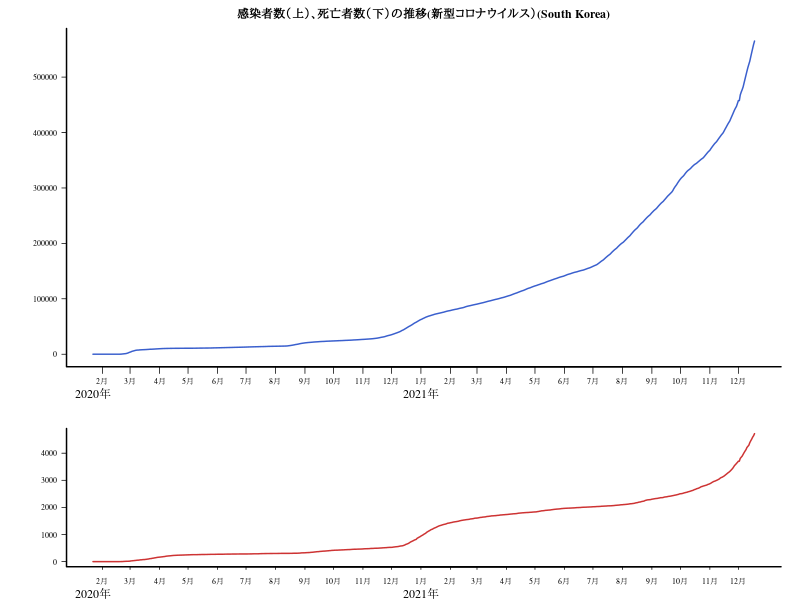 感染者数(上)、死亡者数(下)の推移(新型コロナウイルス)(South Korea)
500000
400000
300000
200000
100000
0
2月 3月 4月 5月 6月 7月 8月 9月 10月 11月 12月 1月 2月 3月 4月 5月 6月 7月 8月 9月 10月 11月 12月
2020年 2021年
4000
3000
2000
1000
0
2月 3月 4月 5月 6月 7月 8月 9月 10月 11月 12月 1月 2月 3月 4月 5月 6月 7月 8月 9月 10月 11月 12月
2020年 2021年